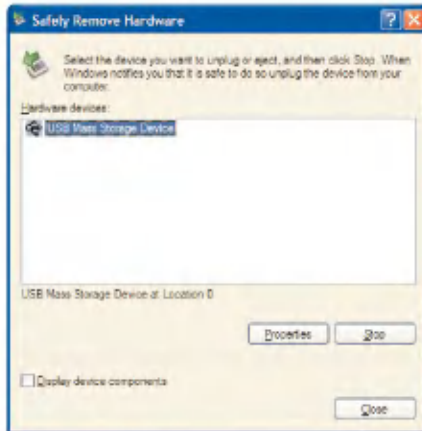 Safely Remove Hardware
Select the device you want to unplug or eject, and then click Stop. When
Windows notifies you that it is safe to do so unplug the device from your
computer.
Hardware devices:
USB Mass Storage Device
USB Mass Storage Device at Location 0
Properties
Stop
Display device components
Close